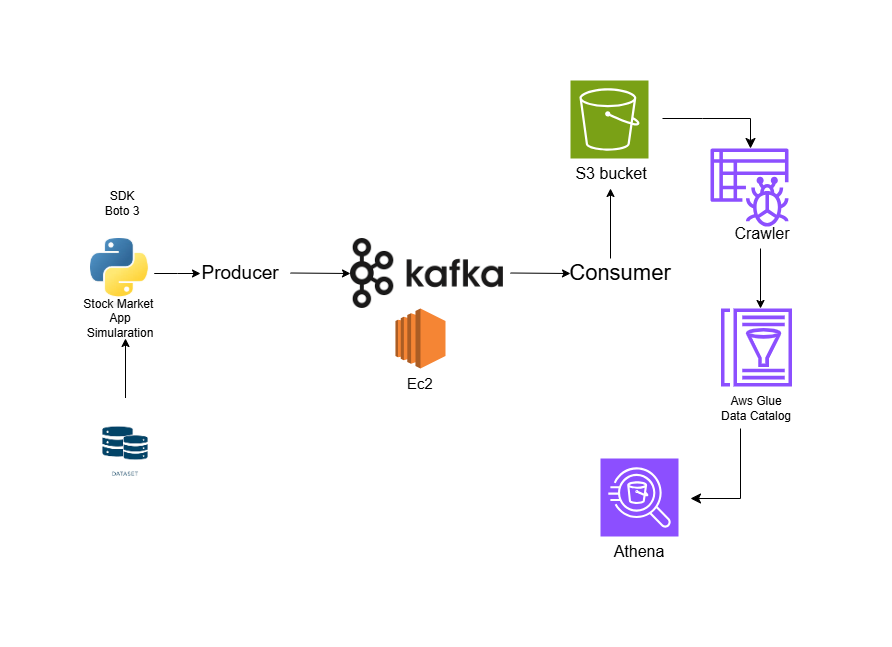 SDK
Boto 3
Stock Market
App
Simularation
DATASET
Producer
kafka
Ec2
Consumer
S3 bucket
Crawler
Aws Glue
Data Catalog
Athena